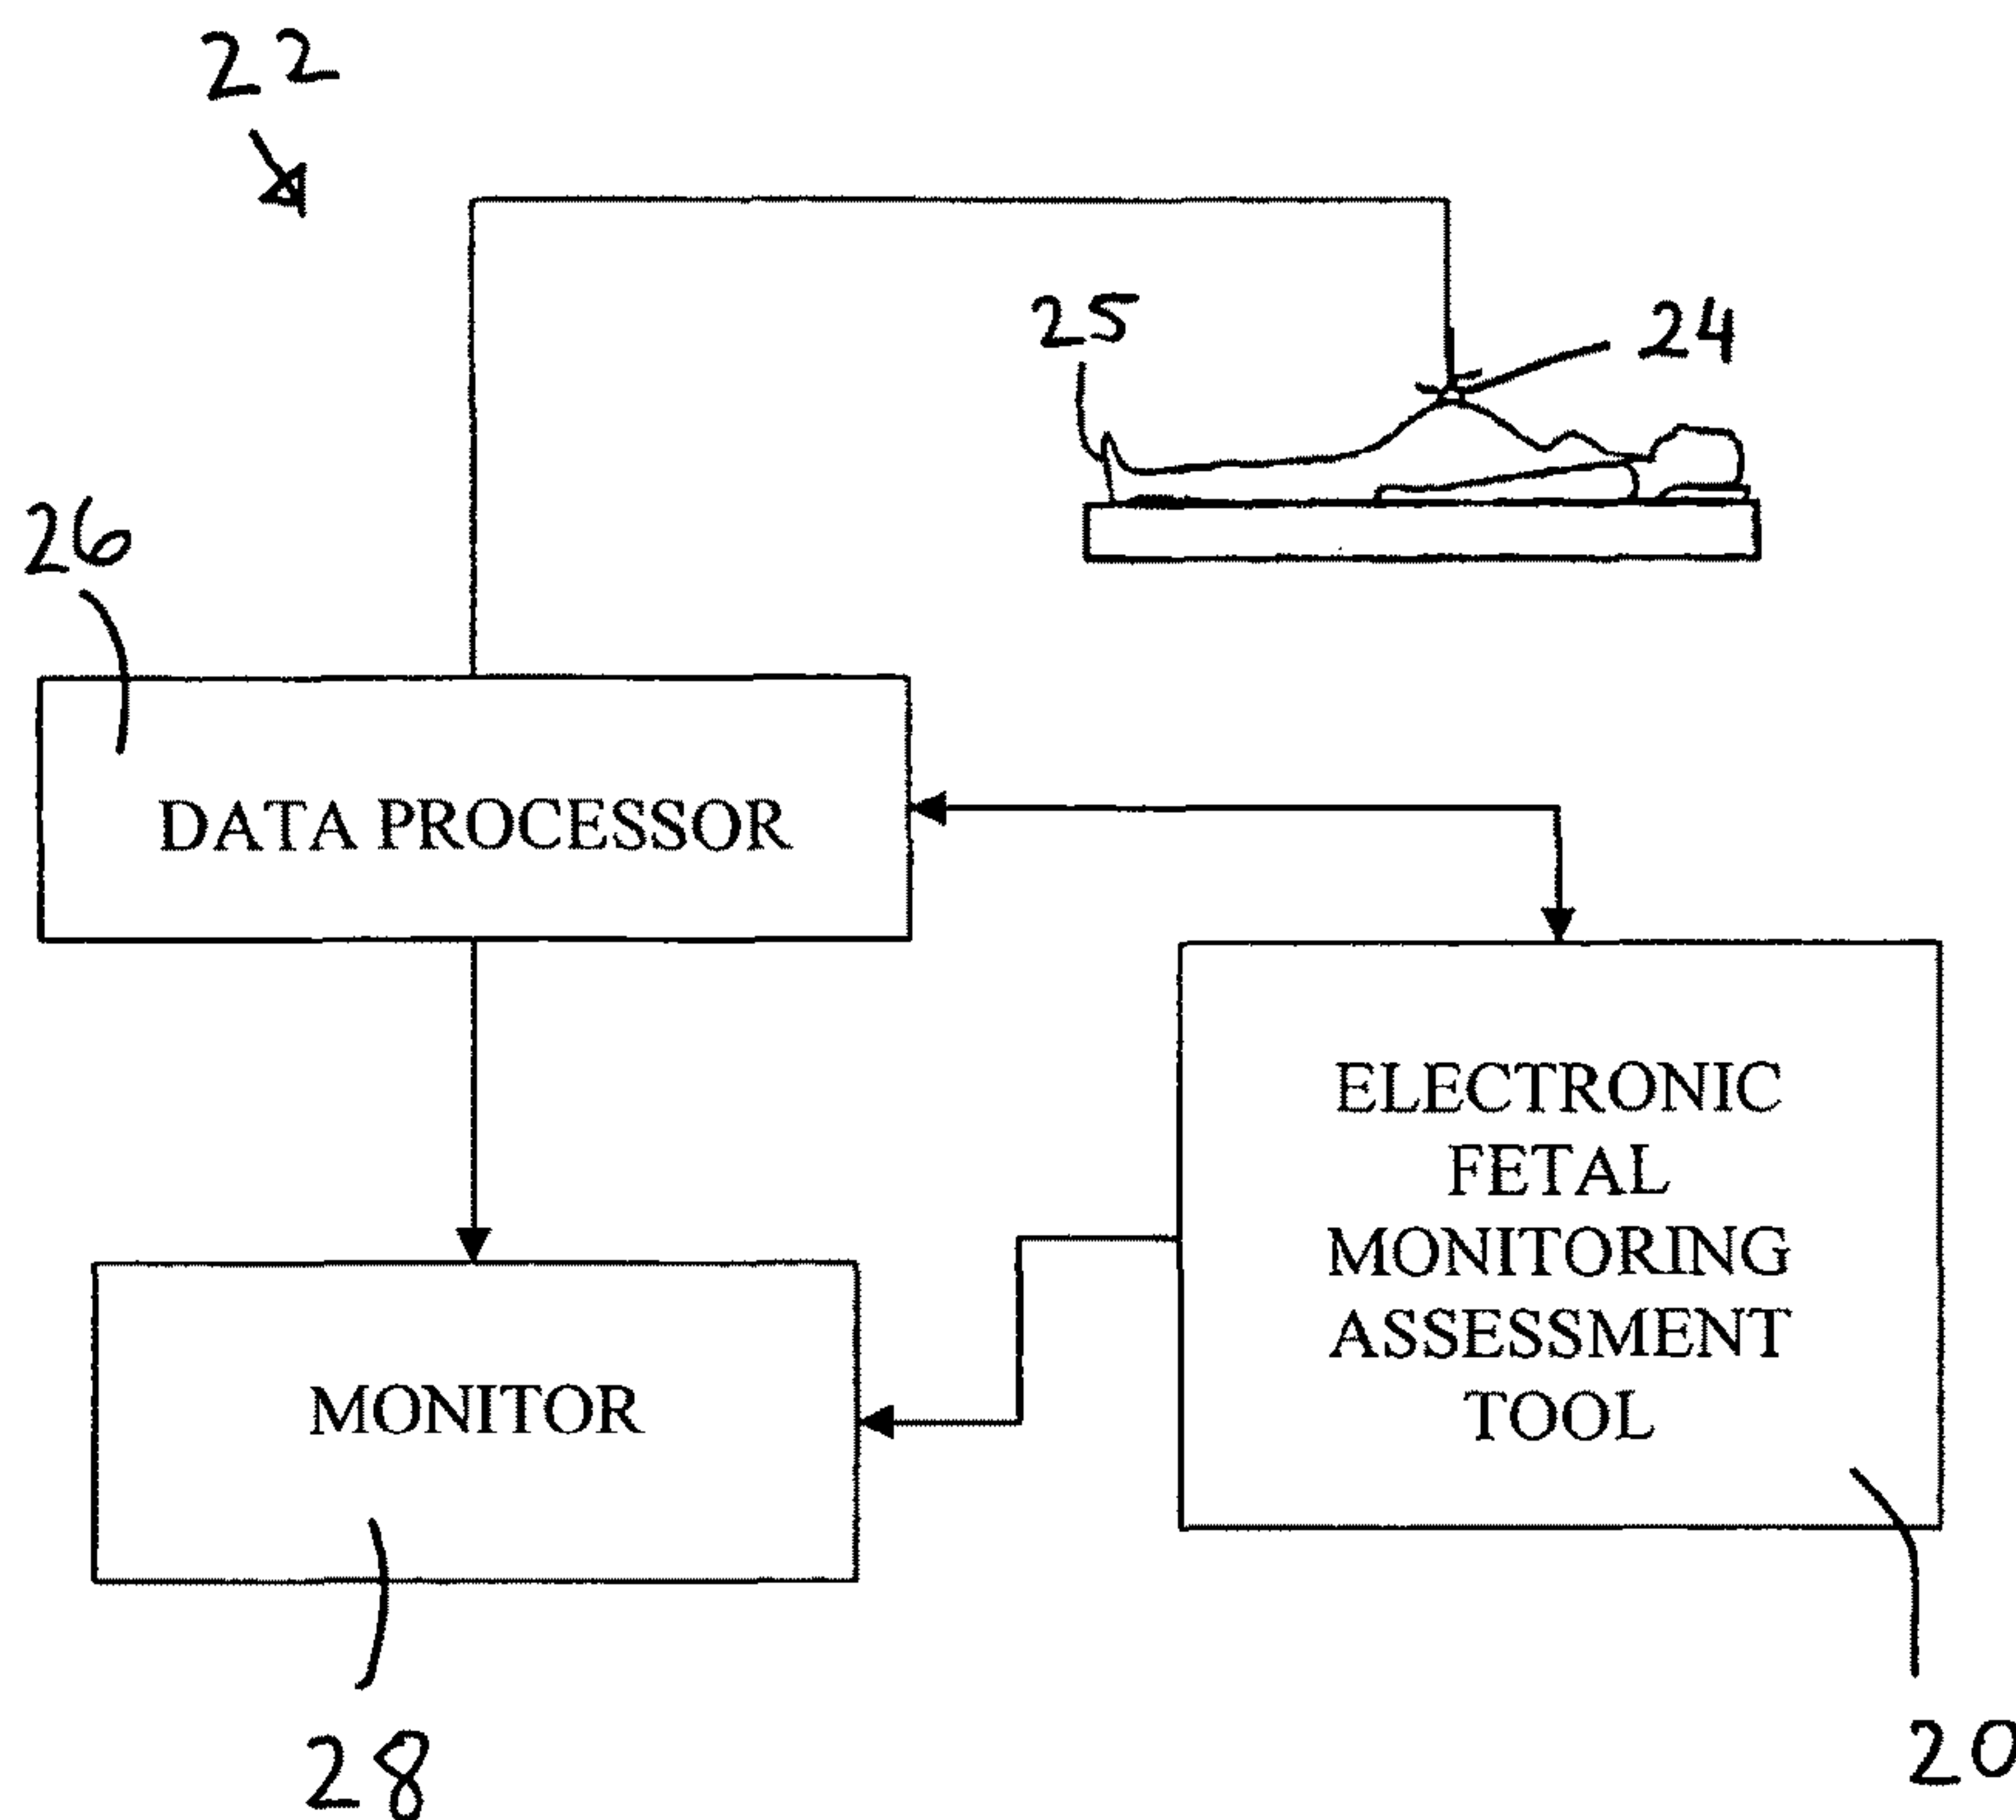 22
25
24
26
DATA PROCESSOR
ELECTRONIC
FETAL
MONITORING
ASSESSMENT
TOOL
MONITOR
28
20